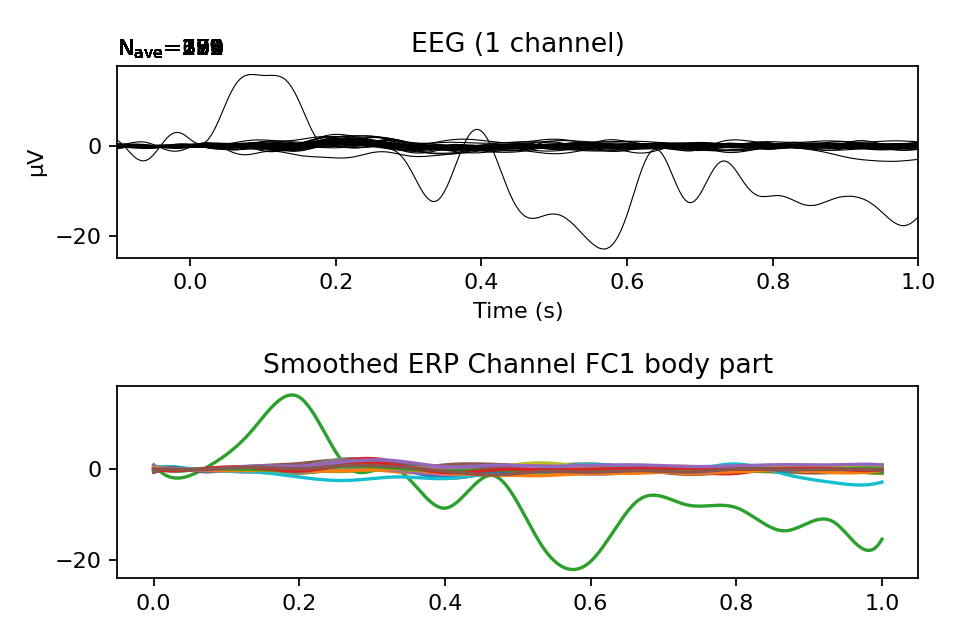 N_ave=
EEG (1 channel)
µV
0
−20
0.0 0.2 0.4 0.6 0.8 1.0
Time (s)
Smoothed ERP Channel FC1 body part
0
−20
0.0 0.2 0.4 0.6 0.8 1.0